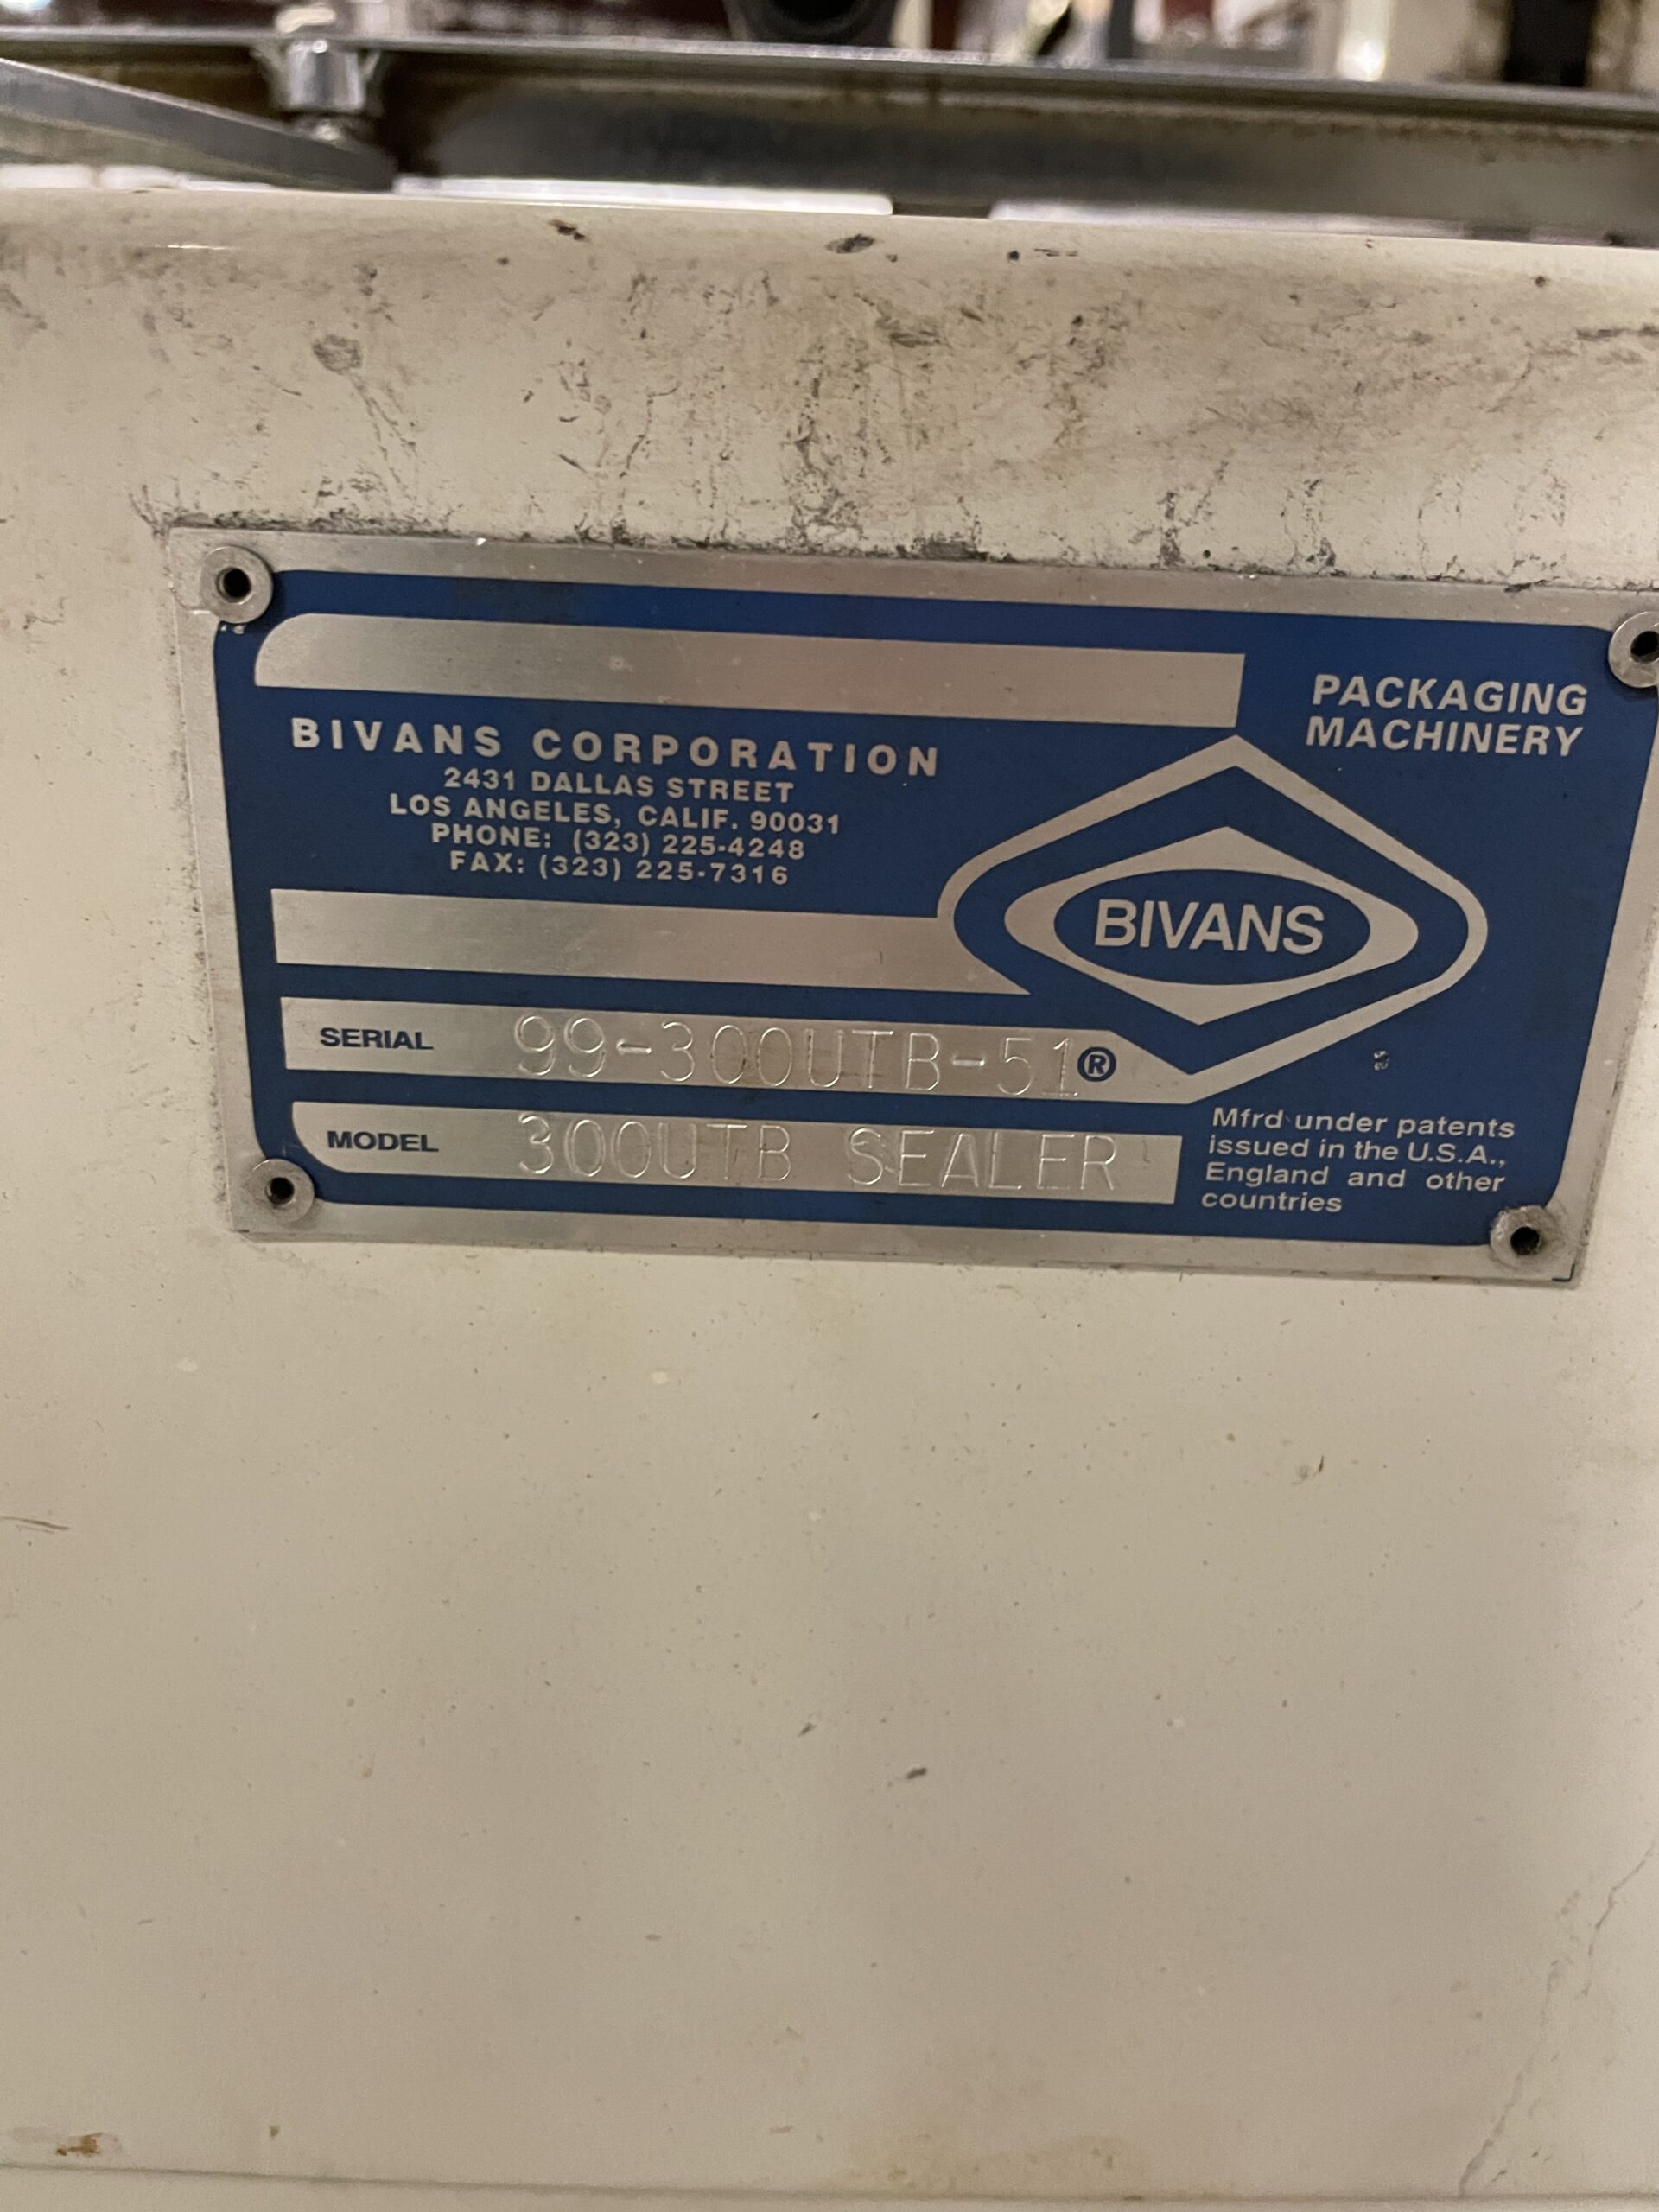 PACKAGING
MACHINERY
BIVANS CORPORATION
2431 DALLAS STREET
LOS ANGELES, CALIF. 90031
PHONE: (323) 225-4248
FAX: (323) 225-7316
BIVANS
SERIAL 99-300UTB-51®
MODEL 300UTB SEALER
Mfrd under patents
issued in the U.S.A.,
England and other
countries